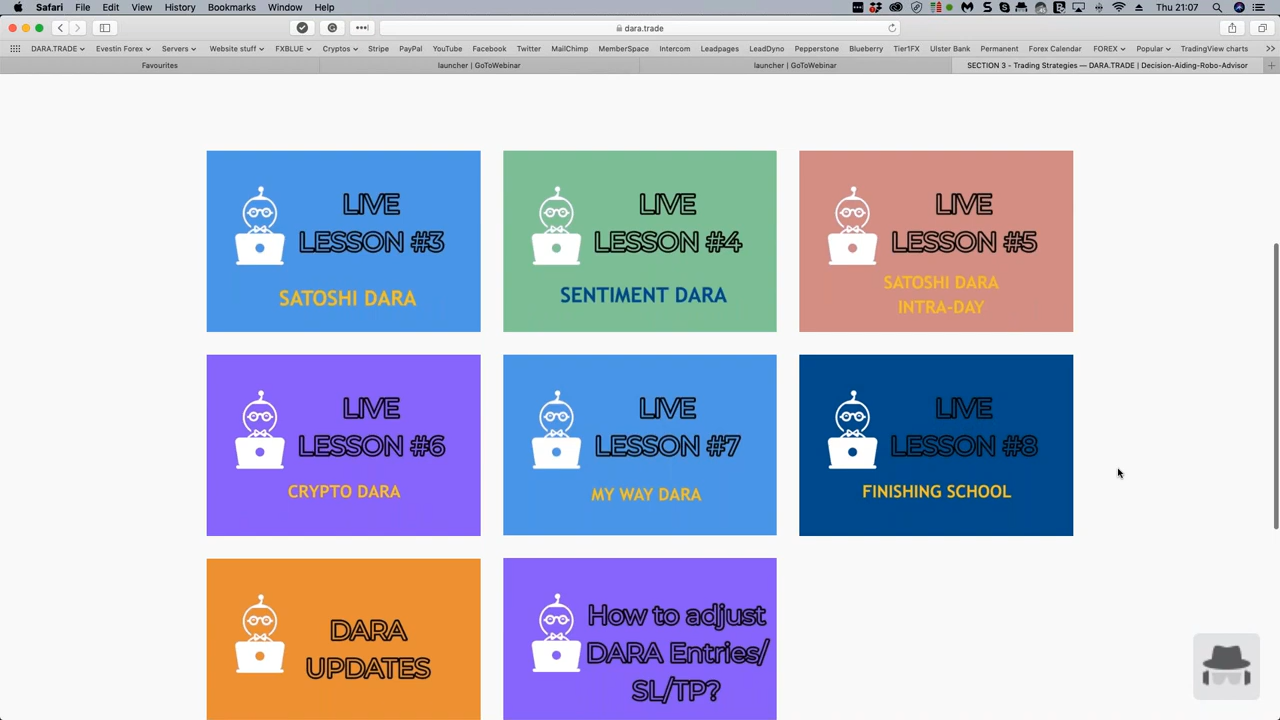 Safari File Edit View History Bookmarks Window Help Thu 21:07
dara.trade
DARA.TRADE Evestin Forex Servers Website stuff FXBLUE Cryptos Stripe PayPal YouTube Facebook Twitter MailChimp MemberSpace Intercom Leadpages LeadDyno Pepperstone Blueberry Tier1FX Ulster Bank Permanent Forex Calendar FOREX Popular TradingView charts
Favourites launcher | GoToWebinar launcher | GoToWebinar SECTION 3 - Trading Strategies — DARA.TRADE | Decision-Aiding-Robo-Advisor
LIVE
LESSON #3
SATOSHI DARA
LIVE
LESSON #4
SENTIMENT DARA
LIVE
LESSON #5
SATOSHI DARA
INTRA-DAY
LIVE
LESSON #6
CRYPTO DARA
LIVE
LESSON #7
MY WAY DARA
LIVE
LESSON #8
FINISHING SCHOOL
DARA
UPDATES
How to adjust
DARA Entries/
SL/TP?